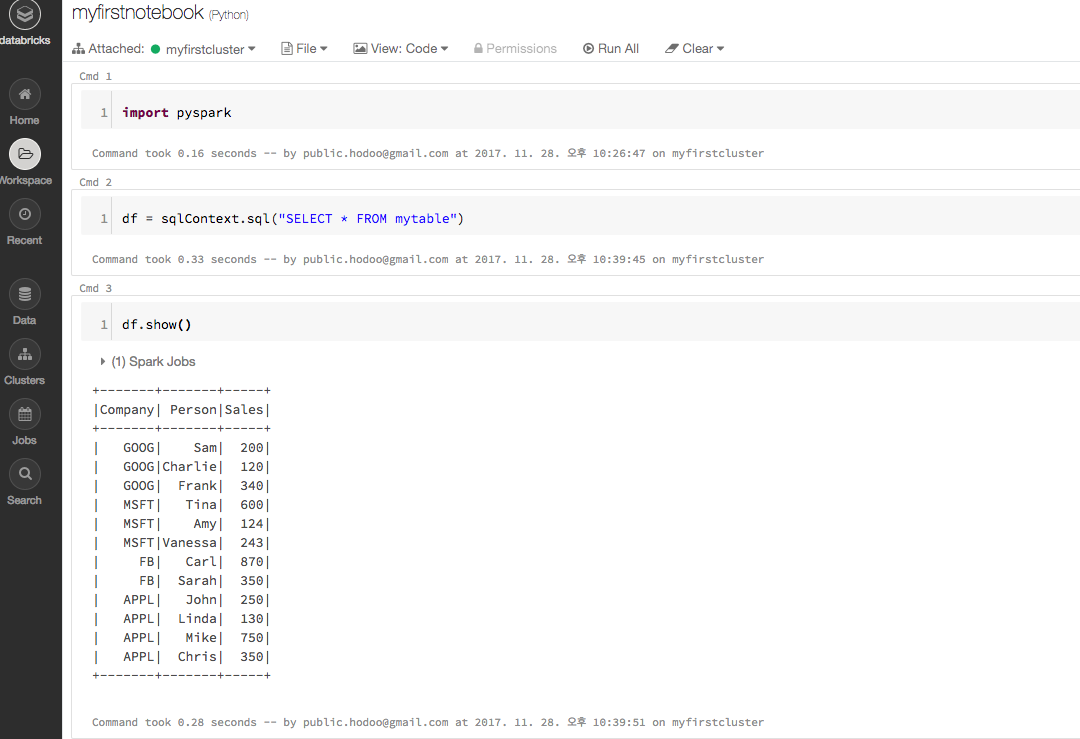 myfirstnotebook (Python)
databricks
Attached: myfirstcluster File View: Code Permissions Run All Clear
Home
Workspace
Recent
Data
Clusters
Jobs
Search
Cmd 1
1 import pyspark
Command took 0.16 seconds -- by public.hodoo@gmail.com at 2017. 11. 28. 오후 10:26:47 on myfirstcluster
Cmd 2
1 df = sqlContext.sql("SELECT * FROM mytable")
Command took 0.33 seconds -- by public.hodoo@gmail.com at 2017. 11. 28. 오후 10:39:45 on myfirstcluster
Cmd 3
1 df.show()
(1) Spark Jobs
+-------+-------+-----+
|Company| Person|Sales|
+-------+-------+-----+
|   GOOG|    Sam|  200|
|   GOOG|Charlie|  120|
|   GOOG|  Frank|  340|
|   MSFT|   Tina|  600|
|   MSFT|    Amy|  124|
|   MSFT|Vanessa|  243|
|     FB|   Carl|  870|
|     FB|  Sarah|  350|
|   APPL|   John|  250|
|   APPL|  Linda|  130|
|   APPL|   Mike|  750|
|   APPL|  Chris|  350|
+-------+-------+-----+
Command took 0.28 seconds -- by public.hodoo@gmail.com at 2017. 11. 28. 오후 10:39:51 on myfirstcluster